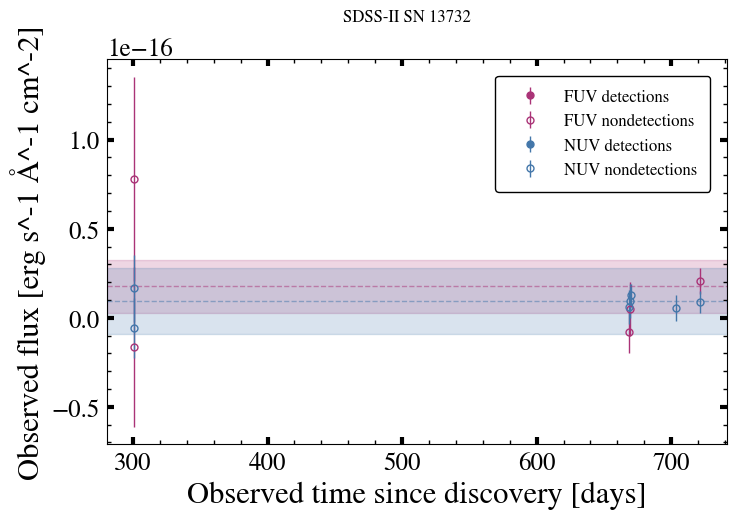 SDSS-II SN 13732
1e−16
Observed flux [erg s^-1 Å^-1 cm^-2]
1.0
0.5
0.0
−0.5
FUV detections
FUV nondetections
NUV detections
NUV nondetections
300 400 500 600 700
Observed time since discovery [days]